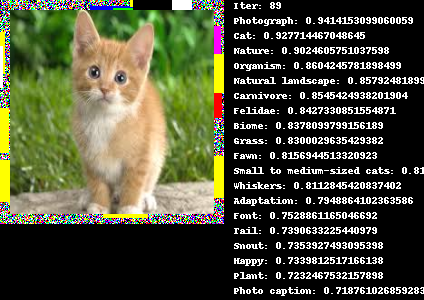 Iter: 89
Photograph: 0.9414153099060059
Cat: 0.927714467048645
Nature: 0.9024605751037598
Organism: 0.8604245781898499
Natural landscape: 0.85792481899
Carnivore: 0.8545424938201904
Felidae: 0.8427330851554871
Biome: 0.8378099799156189
Grass: 0.8300029635429382
Fawn: 0.8156944513320923
Small to medium-sized cats: 0.81
Whiskers: 0.8112845420837402
Adaptation: 0.7948864102363586
Font: 0.7528861165046692
Tail: 0.7390633225440979
Snout: 0.7353927493095398
Happy: 0.7339812517166138
Plant: 0.7232467532157898
Photo caption: 0.718761026859283